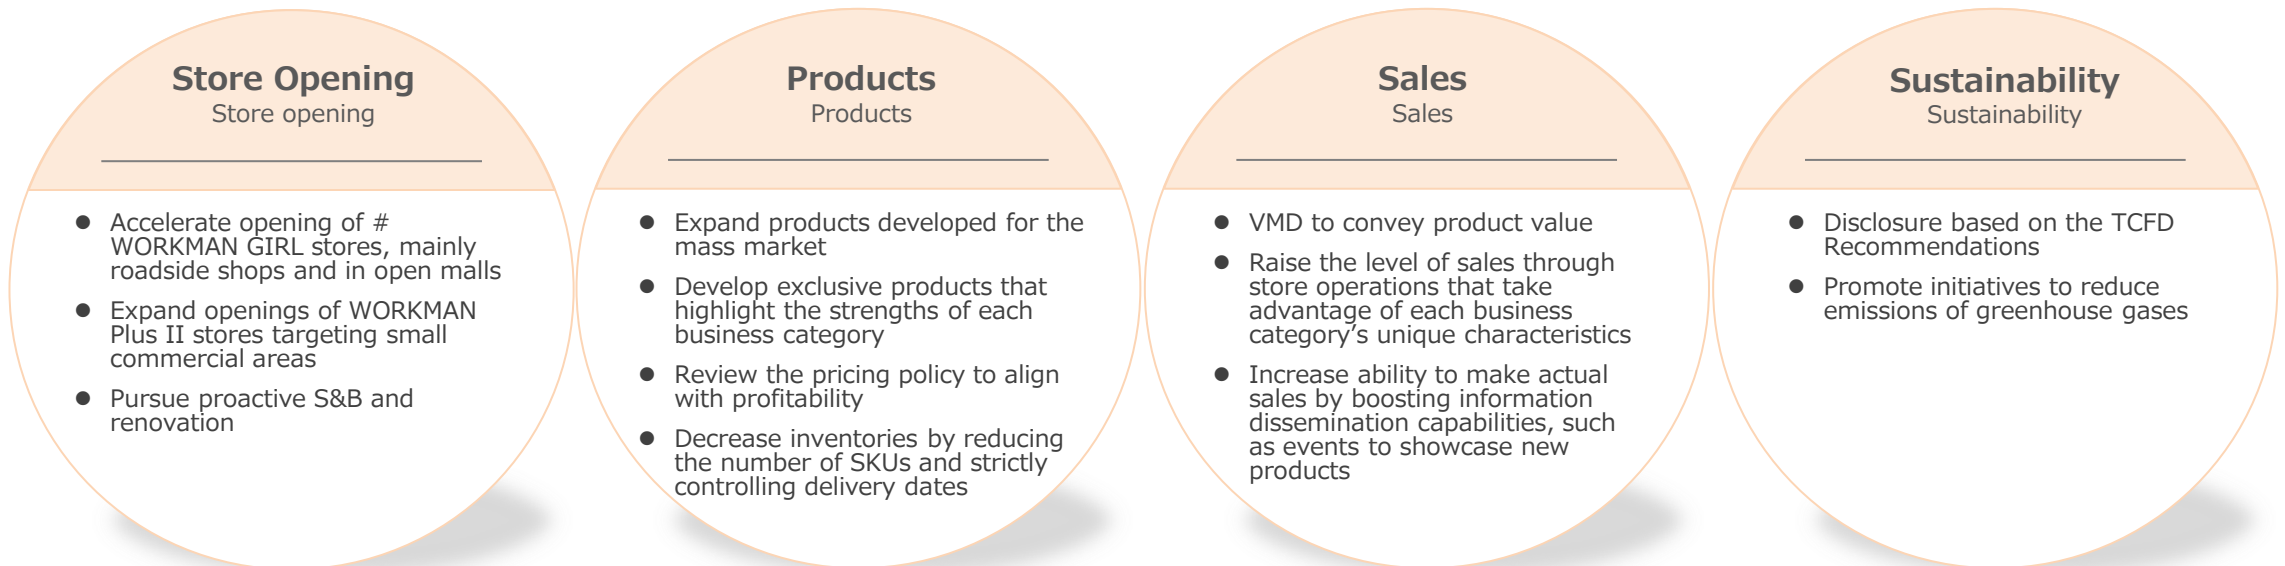 Store Opening
Store opening
● Accelerate opening of #
WORKMAN GIRL stores, mainly
roadside shops and in open malls
● Expand openings of WORKMAN
Plus II stores targeting small
commercial areas
● Pursue proactive S&B and
renovation
Products
Products
● Expand products developed for the
mass market
● Develop exclusive products that
highlight the strengths of each
business category
● Review the pricing policy to align
with profitability
● Decrease inventories by reducing
the number of SKUs and strictly
controlling delivery dates
Sales
Sales
● VMD to convey product value
● Raise the level of sales through
store operations that take
advantage of each business
category’s unique characteristics
● Increase ability to make actual
sales by boosting information
dissemination capabilities, such
as events to showcase new
products
Sustainability
Sustainability
● Disclosure based on the TCFD
Recommendations
● Promote initiatives to reduce
emissions of greenhouse gases